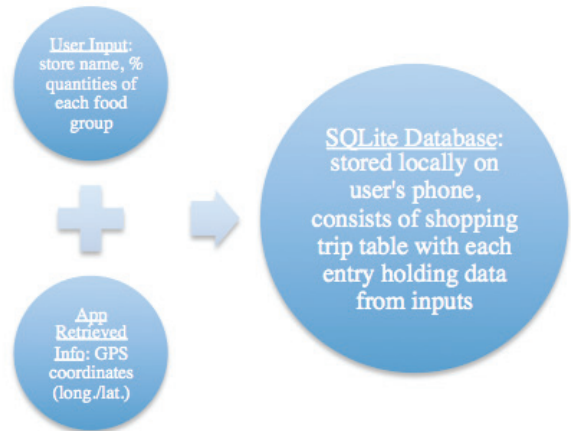 User Input:
store name, %
quantities of
each food
group
App
Retrieved
Info: GPS
coordinates
(long./lat.)
SQLite Database:
stored locally on
user's phone,
consists of shopping
trip table with each
entry holding data
from inputs